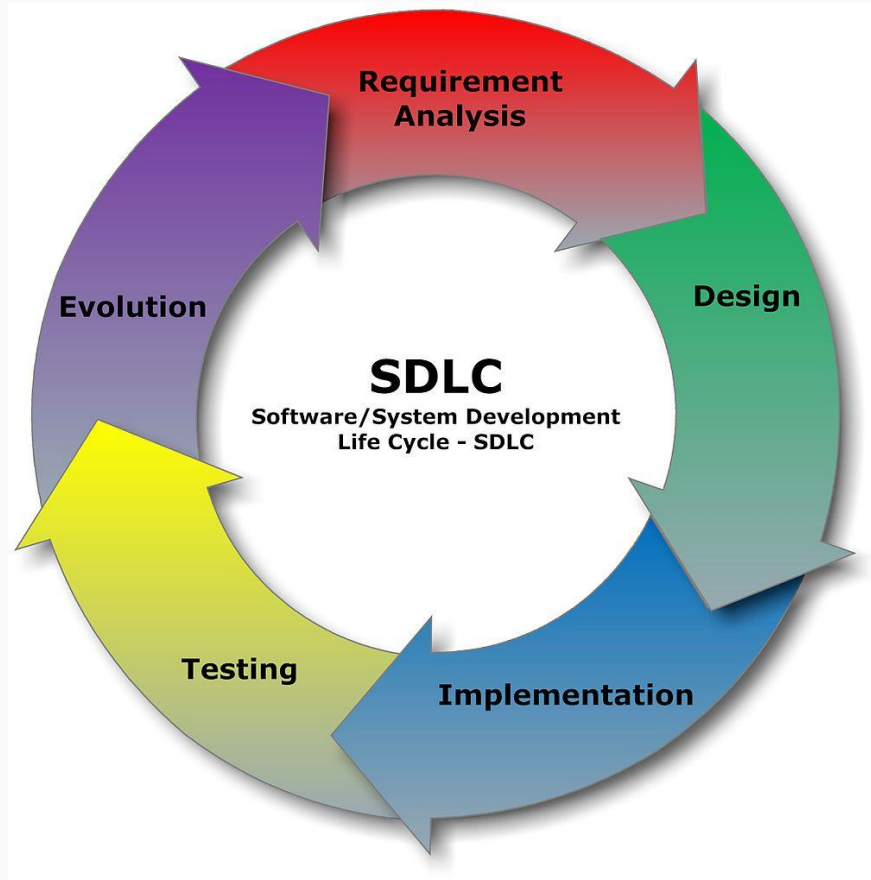 Requirement
Analysis
Design
Evolution
SDLC
Software/System Development
Life Cycle - SDLC
Testing
Implementation